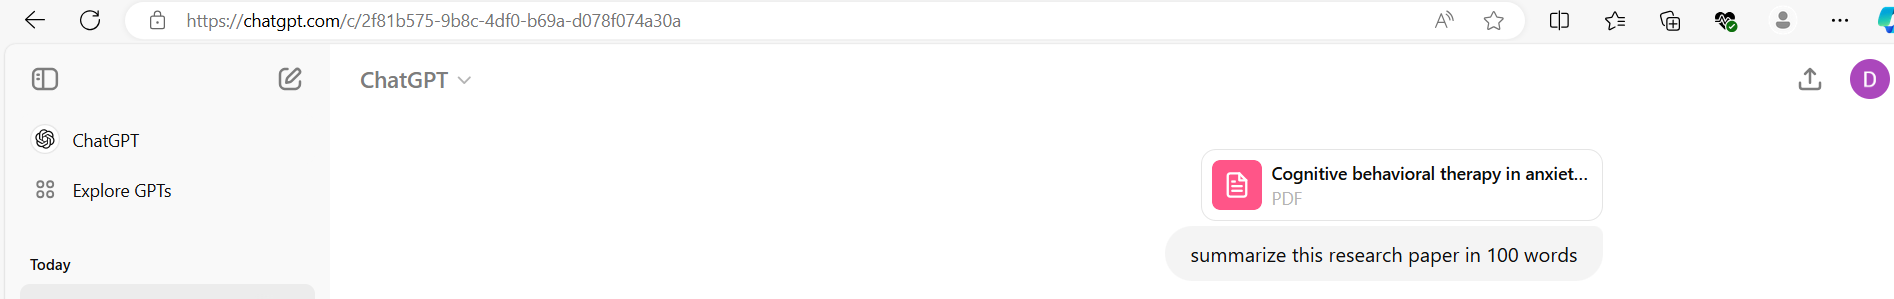 https://chatgpt.com/c/2f81b575-9b8c-4df0-b69a-d078f074a30a
ChatGPT
D
ChatGPT
Explore GPTs
Today
Cognitive behavioral therapy in anxiet...
PDF
summarize this research paper in 100 words